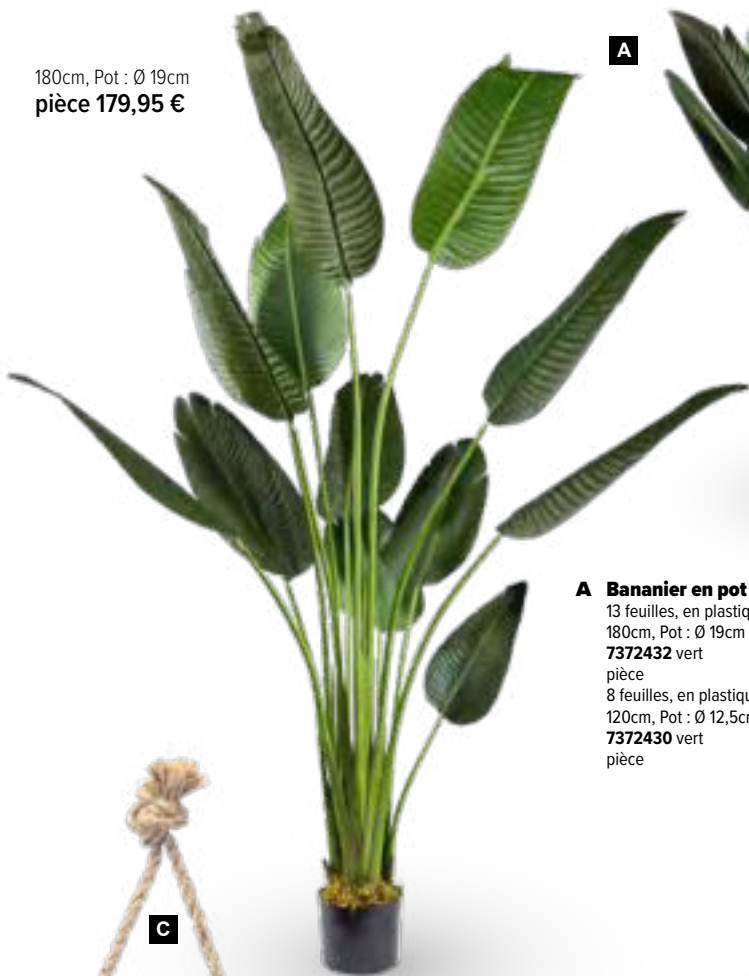 180cm, Pot : Ø 19cm
pièce 179,95 €
A
A Bananier en pot
13 feuilles, en plastiq
180cm, Pot : Ø 19cm
7372432 vert
pièce
8 feuilles, en plastiqu
120cm, Pot : Ø 12,5c
7372430 vert
pièce
C